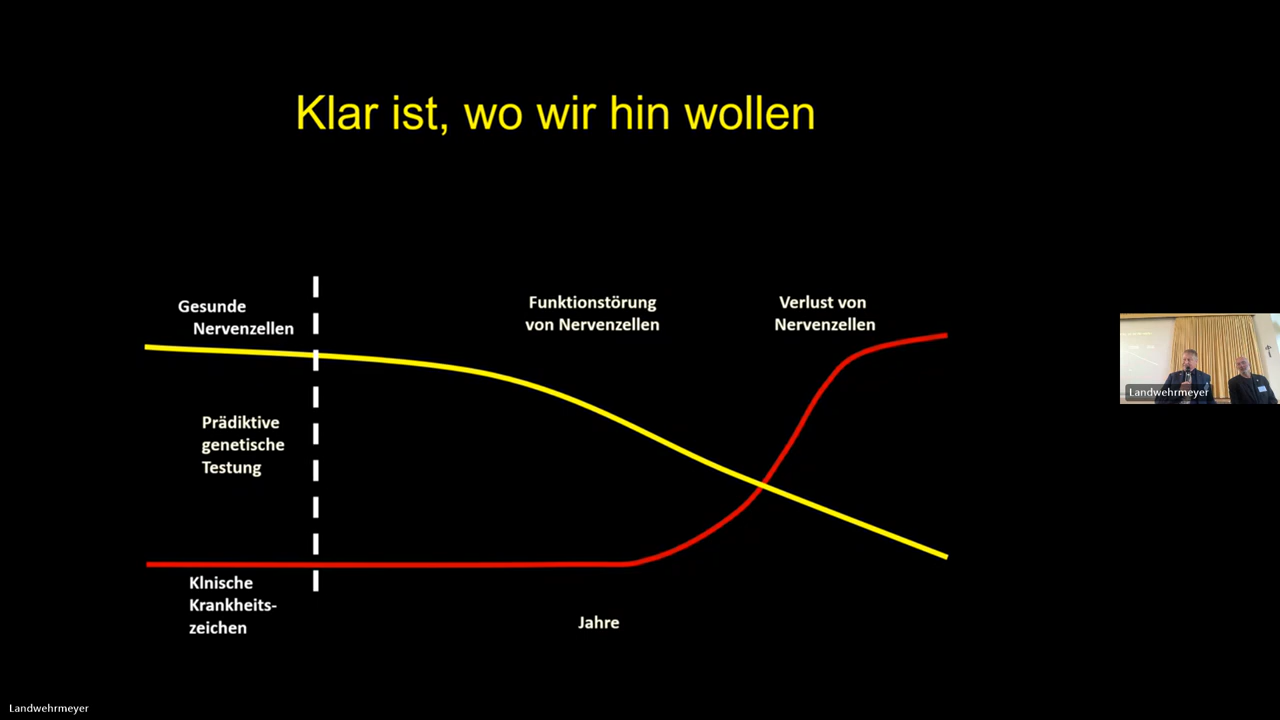 Klar ist, wo wir hin wollen
Gesunde
Nervenzellen
Funktionstörung
von Nervenzellen
Verlust von
Nervenzellen
Prädiktive
genetische
Testung
Klnische
Krankheits-
zeichen
Jahre
Landwehrmeyer
Landwehrmeyer